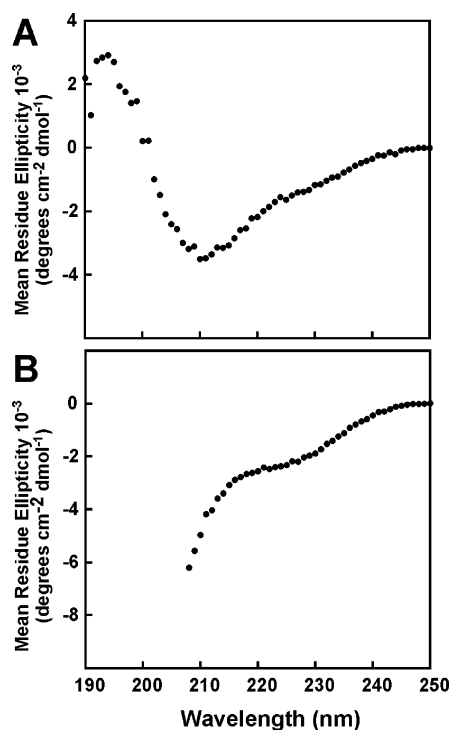 A
4
2
0
-2
-4
Mean Residue Ellipticity 10⁻³
(degrees cm⁻² dmol⁻¹)
B
0
-2
-4
-6
-8
Mean Residue Ellipticity 10⁻³
(degrees cm⁻² dmol⁻¹)
190 200 210 220 230 240 250
Wavelength (nm)